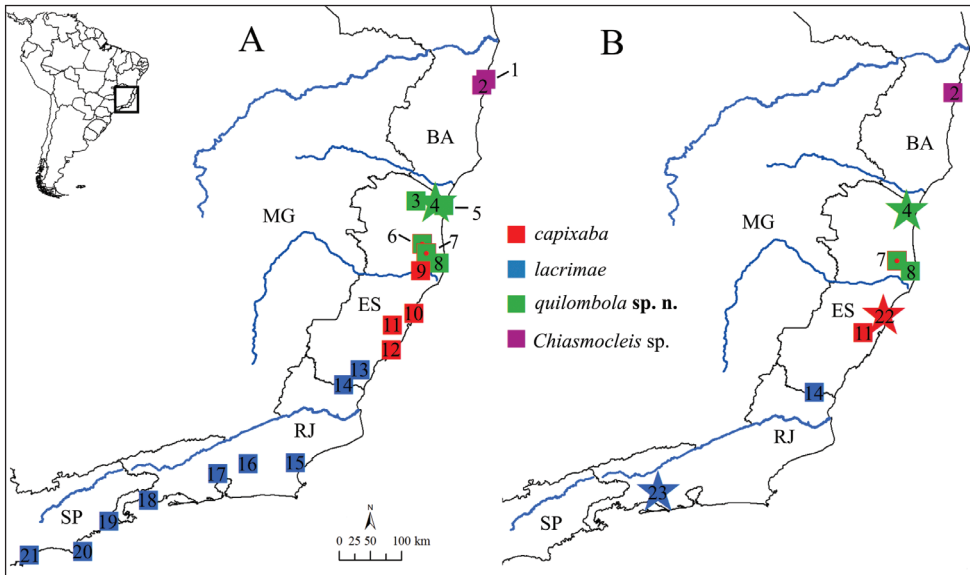 A
B
1
2
BA
3
4
5
MG
6
7
8
9
ES
10
11
12
13
14
RJ
15
16
17
18
19
SP
20
21
N
0 25 50 100 km
capixaba
lacrimae
quilombola sp. n.
Chiasmocleis sp.
2
BA
4
MG
7
8
ES
22
11
14
RJ
23
SP